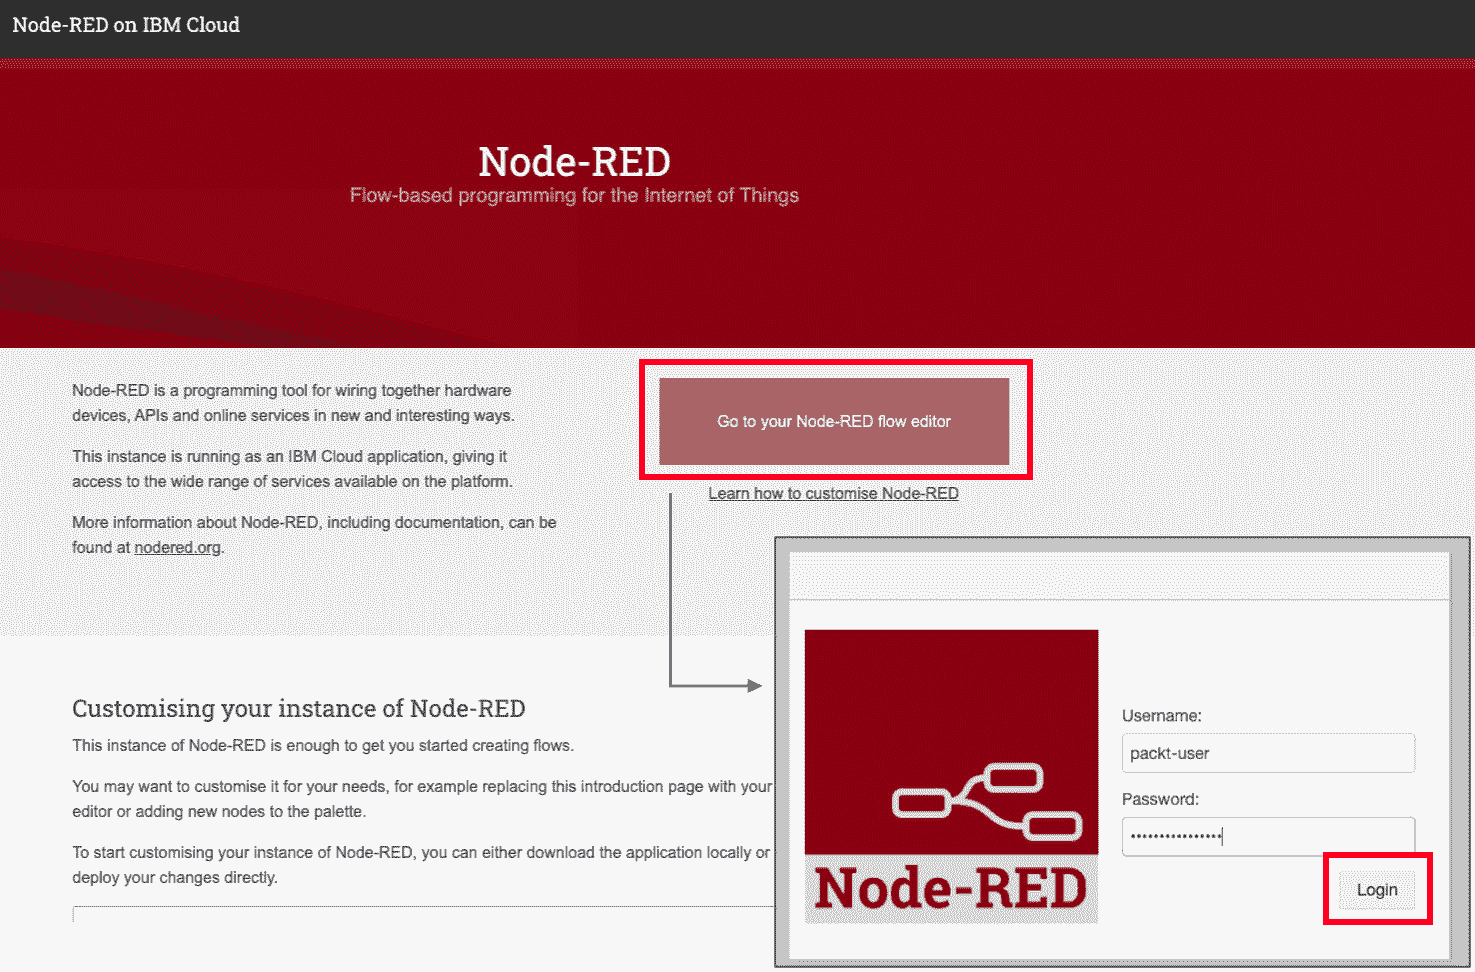 Node-RED on IBM Cloud
Node-RED
Flow-based programming for the Internet of Things
Node-RED is a programming tool for wiring together hardware
devices, APIs and online services in new and interesting ways.
This instance is running as an IBM Cloud application, giving it
access to the wide range of services available on the platform.
More information about Node-RED, including documentation, can be
found at nodered.org.
Go to your Node-RED flow editor
Learn how to customise Node-RED
Customising your instance of Node-RED
This instance of Node-RED is enough to get you started creating flows.
You may want to customise it for your needs, for example replacing this introduction page with your
editor or adding new nodes to the palette.
To start customising your instance of Node-RED, you can either download the application locally or
deploy your changes directly.
Node-RED
Username:
packt-user
Password:
••••••••••••••••
Login